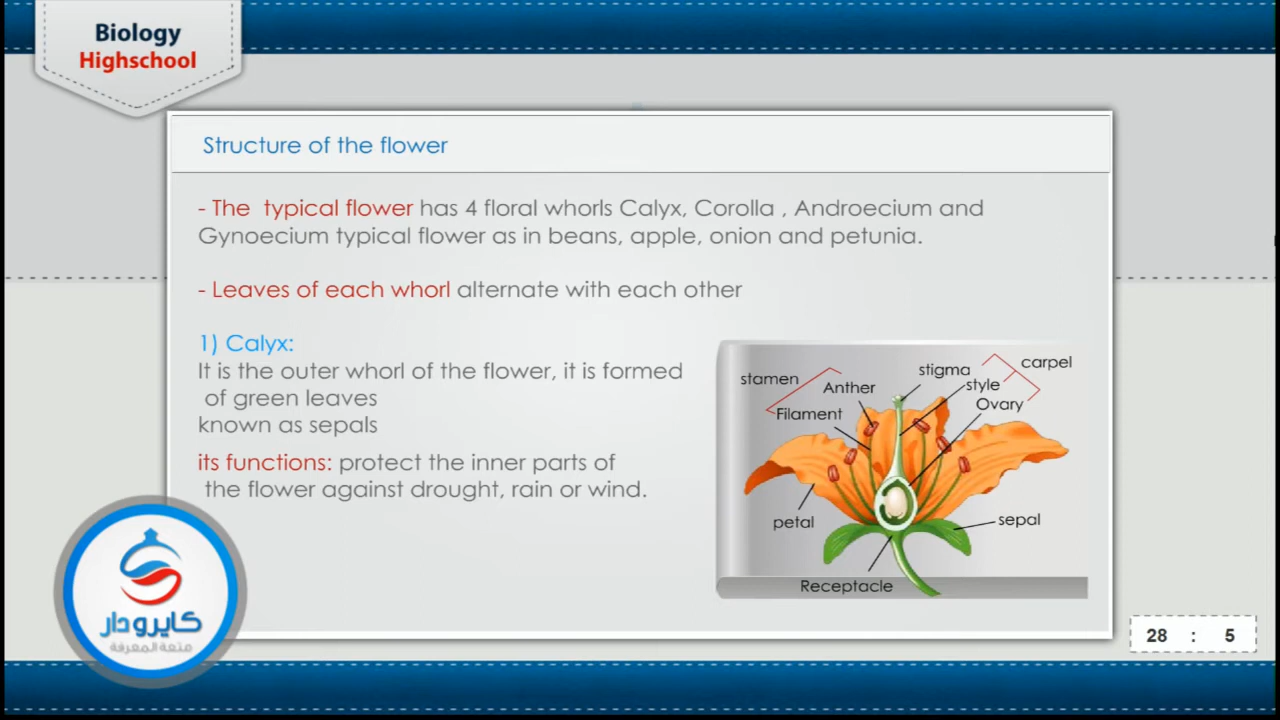 Biology
Highschool
Structure of the flower
- The typical flower has 4 floral whorls Calyx, Corolla , Androecium and
Gynoecium typical flower as in beans, apple, onion and petunia.
- Leaves of each whorl alternate with each other
1) Calyx:
It is the outer whorl of the flower, it is formed
of green leaves
known as sepals
its functions: protect the inner parts of
the flower against drought, rain or wind.
stamen
Anther
Filament
stigma
style
Ovary
carpel
petal
sepal
Receptacle
كايرودار
متعة المعرفة
28 : 5